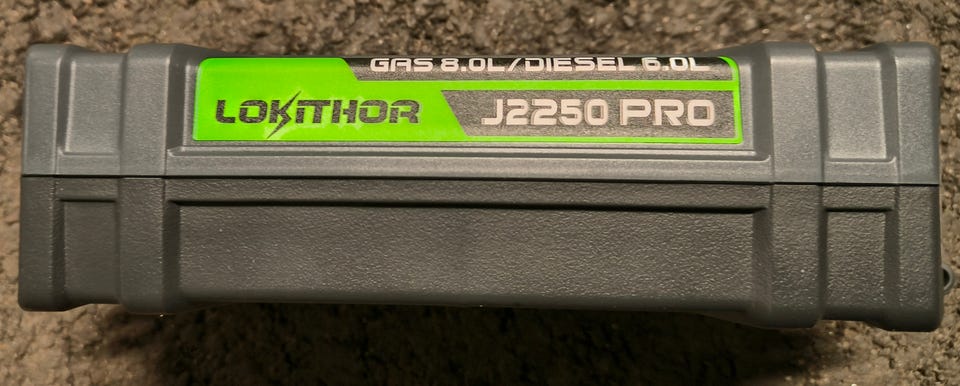 GAS 8.0L/DIESEL 6.0L
LOKITHOR J2250 PRO